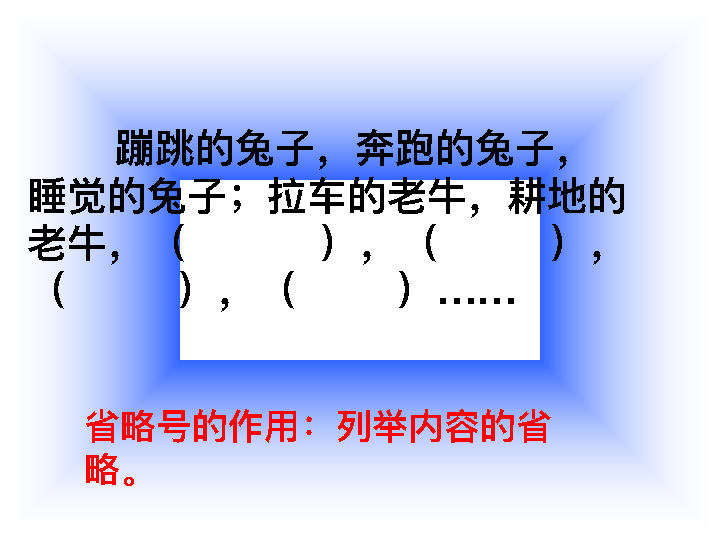 蹦跳的兔子，奔跑的兔子，
睡觉的兔子；拉车的老牛，耕地的
老牛，（　　　），（　　　），
（　　　），（　　　）……
省略号的作用：列举内容的省
略。